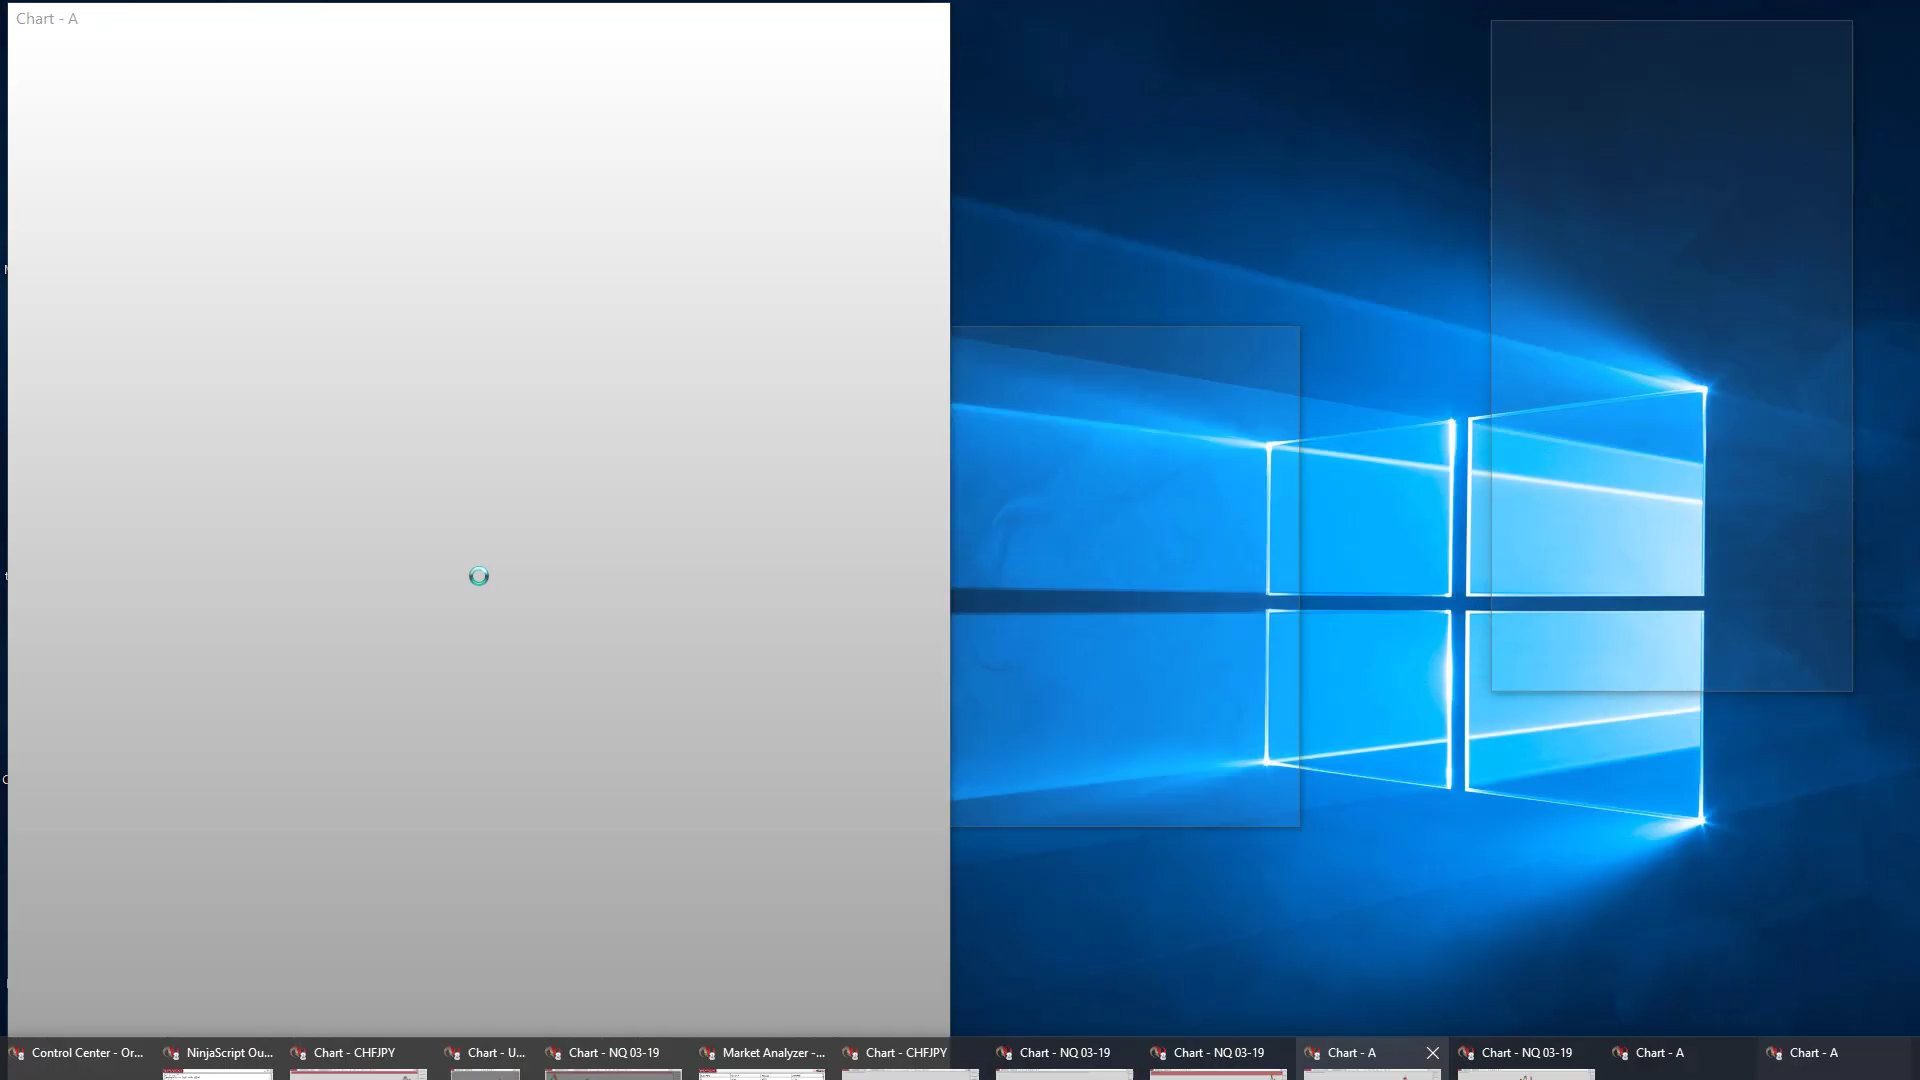 Chart - A
Control Center - Or...
NinjaScript Ou...
Chart - CHFJPY
Chart - U...
Chart - NQ 03-19
Market Analyzer -...
Chart - CHFJPY
Chart - NQ 03-19
Chart - NQ 03-19
Chart - A
Chart - NQ 03-19
Chart - A
Chart - A